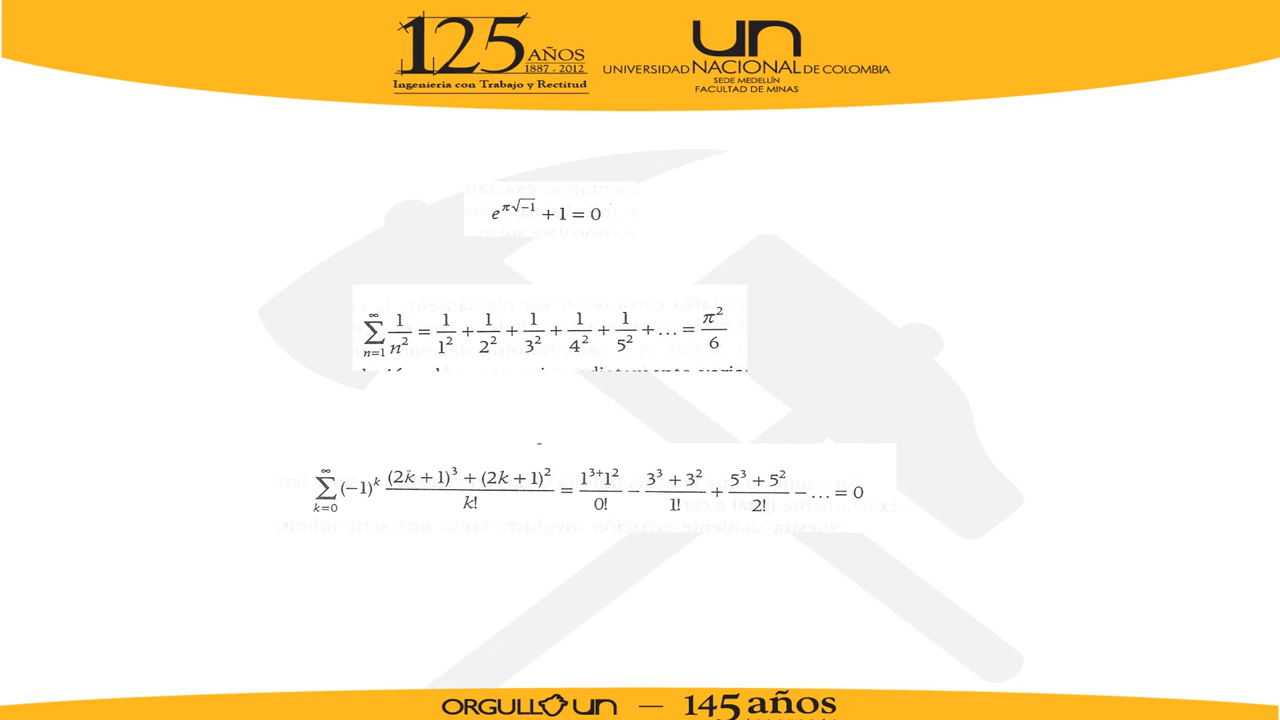 125 AÑOS
1887 - 2012
Ingeniería con Trabajo y Rectitud
un
UNIVERSIDAD NACIONAL DE COLOMBIA
SEDE MEDELLÍN
FACULTAD DE MINAS
e^{π√-1} + 1 = 0
∑_{n=1}^{∞} 1/n² = 1/1² + 1/2² + 1/3² + 1/4² + 1/5² + … = π²/6
∑_{k=0}^{∞} (−1)^k ((2k + 1)³ + (2k + 1)²)/k! = 1³⁺1²/0! − (3³ + 3²)/1! + (5³ + 5²)/2! − … = 0
ORGULLO un — 145 años